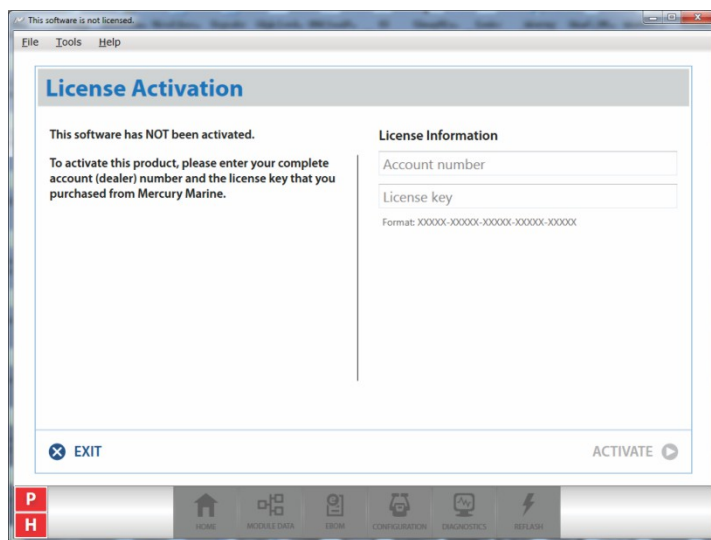 This software is not licensed.
File Tools Help
License Activation
This software has NOT been activated.
To activate this product, please enter your complete
account (dealer) number and the license key that you
purchased from Mercury Marine.
License Information
Account number
License key
Format: XXXXX-XXXXX-XXXXX-XXXXX-XXXXX
EXIT
ACTIVATE
P
H
HOME MODULE DATA EROM CONFIGURATION DIAGNOSTICS REFLASH